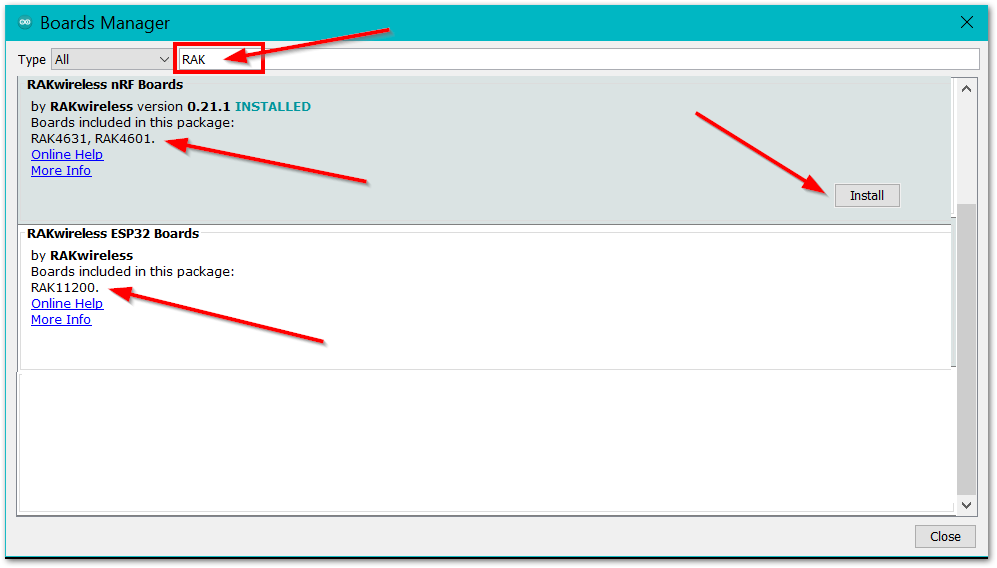 Boards Manager
Type All RAK
RAKwireless nRF Boards
by RAKwireless version 0.21.1 INSTALLED
Boards included in this package:
RAK4631, RAK4601.
Online Help
More Info
Install
RAKwireless ESP32 Boards
by RAKwireless
Boards included in this package:
RAK11200.
Online Help
More Info
Close